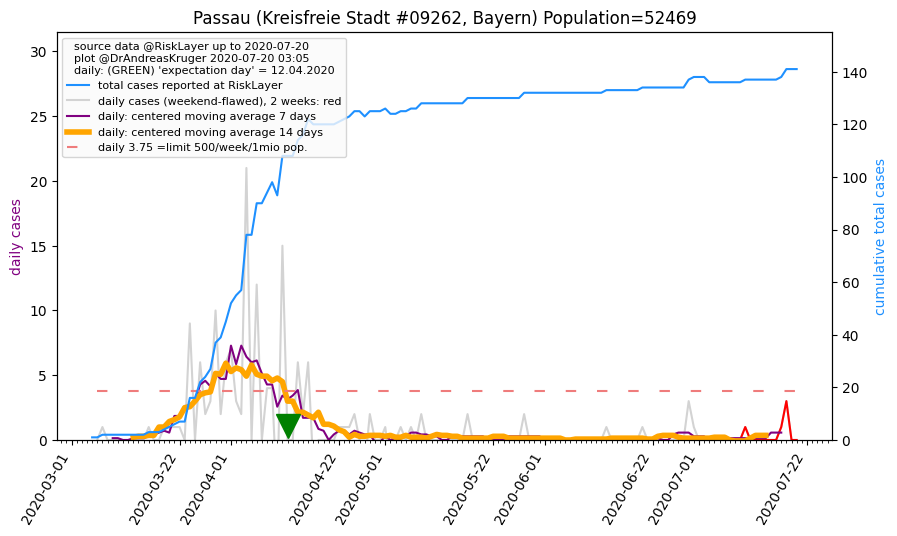 Passau (Kreisfreie Stadt #09262, Bayern) Population=52469
source data @RiskLayer up to 2020-07-20
plot @DrAndreasKruger 2020-07-20 03:05
daily: (GREEN) 'expectation day' = 12.04.2020
total cases reported at RiskLayer
daily cases (weekend-flawed), 2 weeks: red
daily: centered moving average 7 days
daily: centered moving average 14 days
daily 3.75 =limit 500/week/1mio pop.
daily cases
30
25
20
15
10
5
0
cumulative total cases
140
120
100
80
60
40
20
0
2020-03-01
2020-03-22
2020-04-01
2020-04-22
2020-05-01
2020-05-22
2020-06-01
2020-06-22
2020-07-01
2020-07-22